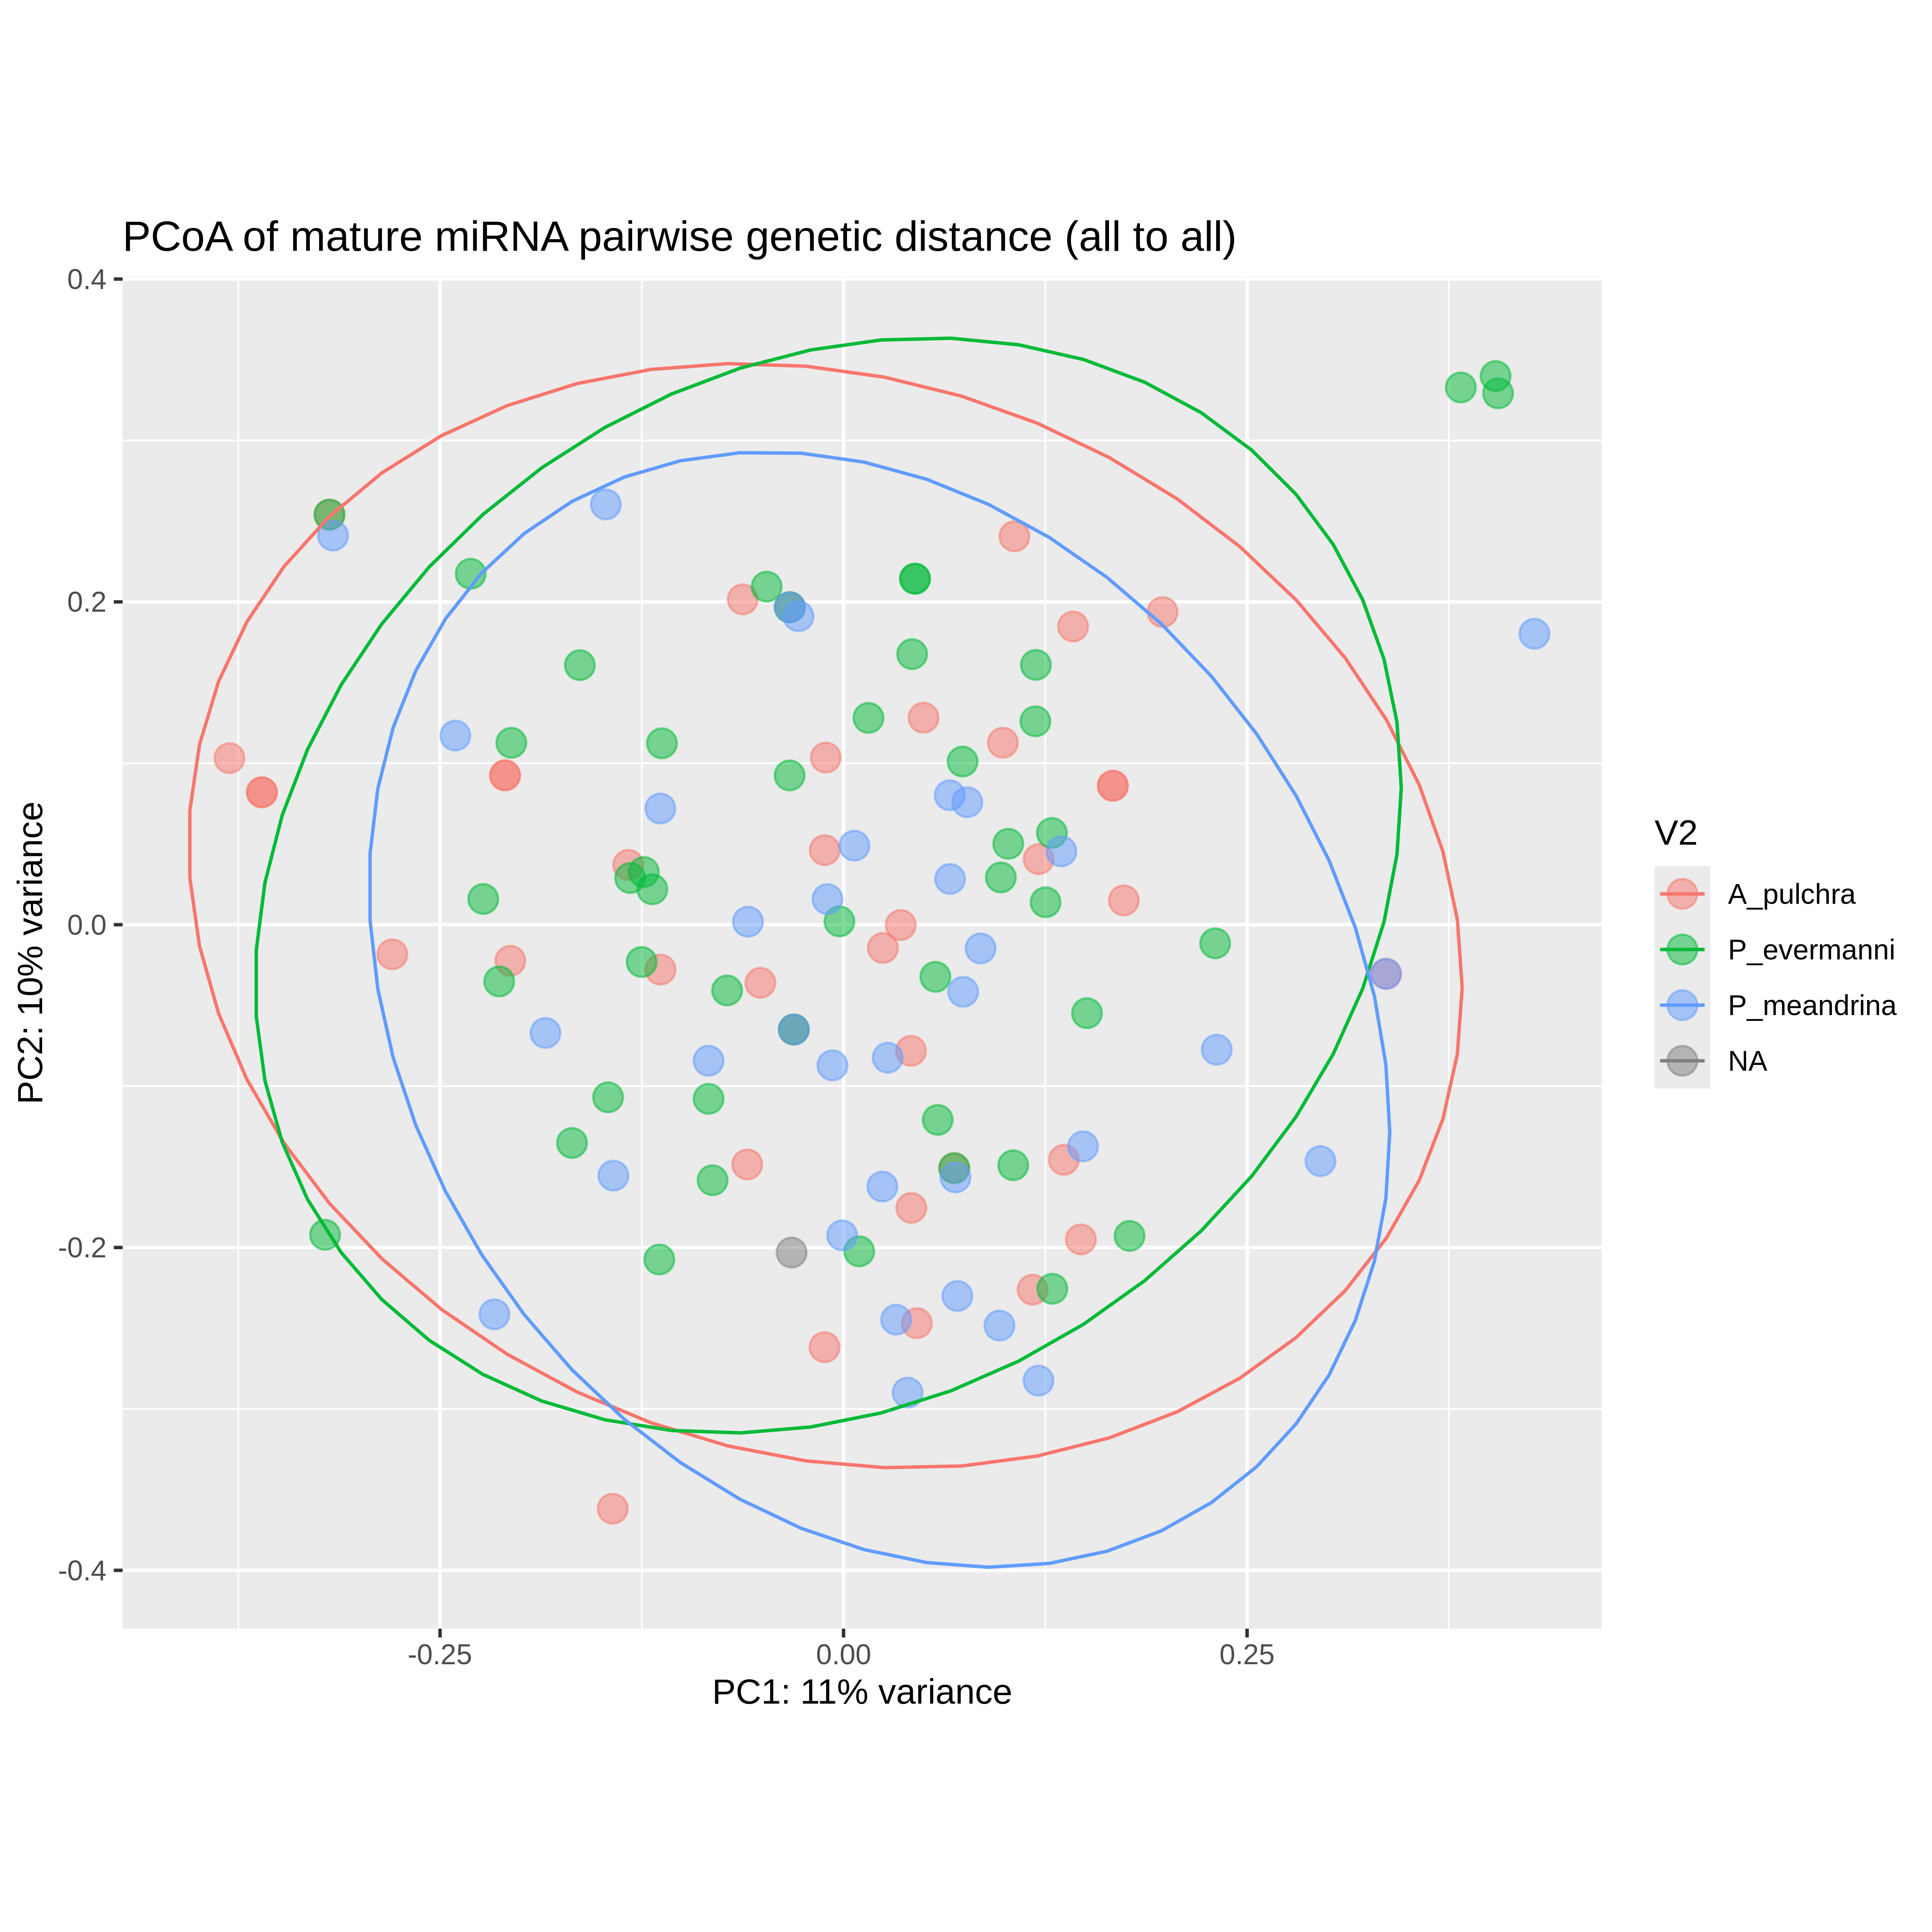 PCoA of mature miRNA pairwise genetic distance (all to all)
0.4
0.2
0.0
-0.2
-0.4
PC2: 10% variance
-0.25
0.00
0.25
PC1: 11% variance
V2
A_pulchra
P_evermanni
P_meandrina
NA